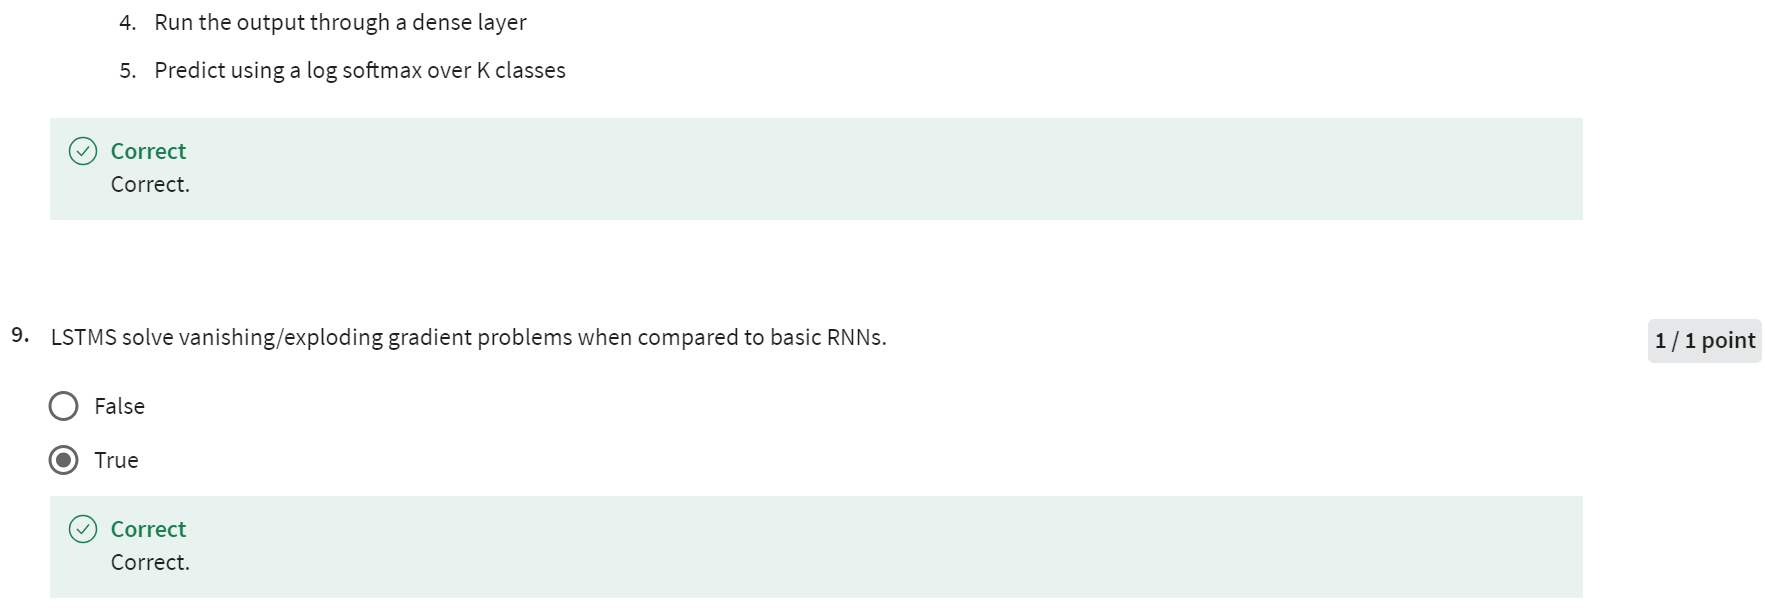 4. Run the output through a dense layer
5. Predict using a log softmax over K classes
Correct
Correct.
9. LSTMS solve vanishing/exploding gradient problems when compared to basic RNNs.
1 / 1 point
False
True
Correct
Correct.